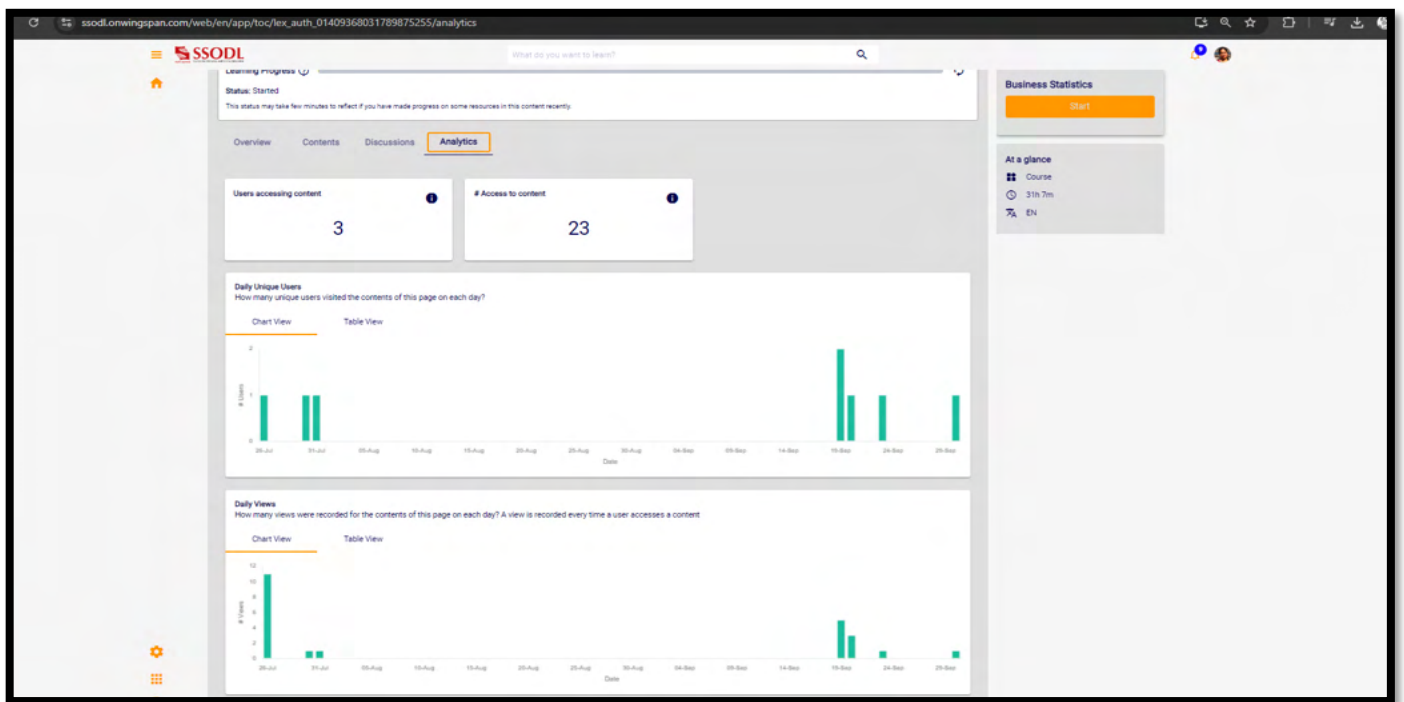 ssodl.onwingspan.com/web/en/app/toc/lex_auth_01409368031789875255/analytics
SSODL
What do you want to learn?
9
Learning Progress
Status: Started
This status may take few minutes to reflect if you have made progress on some resources in this content recently.
Business Statistics
Start
Overview Contents Discussions Analytics
At a glance
Course
31h 7m
EN
Users accessing content
3
# Access to content
23
Daily Unique Users
How many unique users visited the contents of this page on each day?
Chart View Table View
2
1
0
# Users
26-Jul 31-Jul 05-Aug 10-Aug 15-Aug 20-Aug 25-Aug 30-Aug 04-Sep 09-Sep 14-Sep 19-Sep 24-Sep 29-Sep
Date
Daily Views
How many views were recorded for the contents of this page on each day? A view is recorded every time a user accesses a content
Chart View Table View
12
10
8
6
4
2
0
# Views
26-Jul 31-Jul 05-Aug 10-Aug 15-Aug 20-Aug 25-Aug 30-Aug 04-Sep 09-Sep 14-Sep 19-Sep 24-Sep 29-Sep
Date